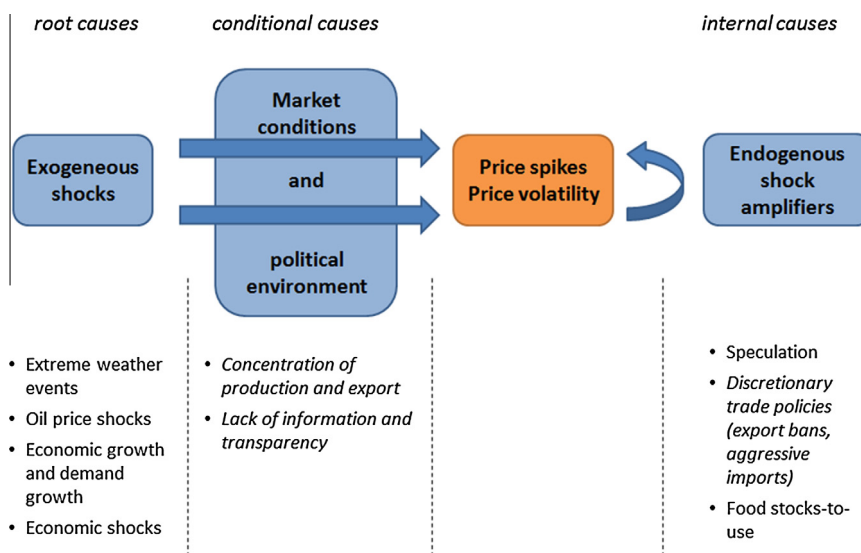 root causes
conditional causes
internal causes
Exogeneous
shocks
Market
conditions
and
political
environment
Price spikes
Price volatility
Endogenous
shock
amplifiers
• Extreme weather
events
• Oil price shocks
• Economic growth
and demand
growth
• Economic shocks
• Concentration of
production and export
• Lack of information and
transparency
• Speculation
• Discretionary
trade policies
(export bans,
aggressive
imports)
• Food stocks-to-
use